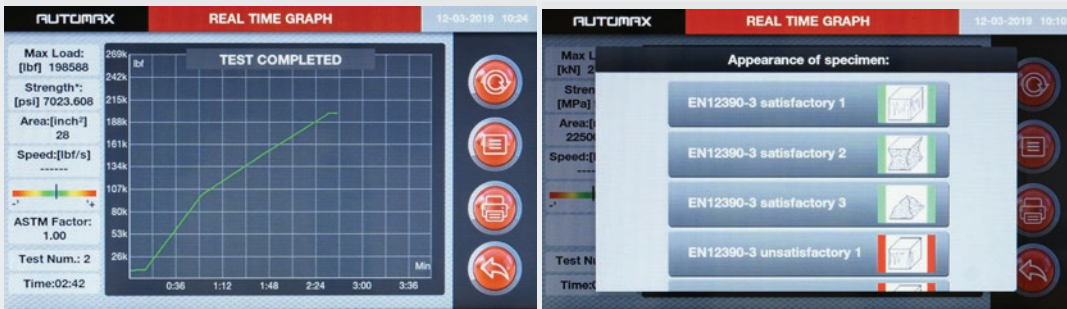 AUTOMAX
REAL TIME GRAPH
12-03-2019 10:24
Max Load:
[lbf] 198588
Strength*:
[psi] 7023.608
Area:[inch²]
28
Speed:[lbf/s]
------
-
+
ASTM Factor:
1.00
Test Num.: 2
Time:02:42
TEST COMPLETED
lbf
269k
242k
215k
188k
161k
134k
107k
80k
53k
26k
0:36
1:12
1:48
2:24
3:00
3:36
Min
AUTOMAX
REAL TIME GRAPH
12-03-2019 10:10
Max L
[kN] 2
Stren
[MPa]
Area:[
2250
Speed:[
----
Test Nu
Time:
Appearance of specimen:
EN12390-3 satisfactory 1
EN12390-3 satisfactory 2
EN12390-3 satisfactory 3
EN12390-3 unsatisfactory 1